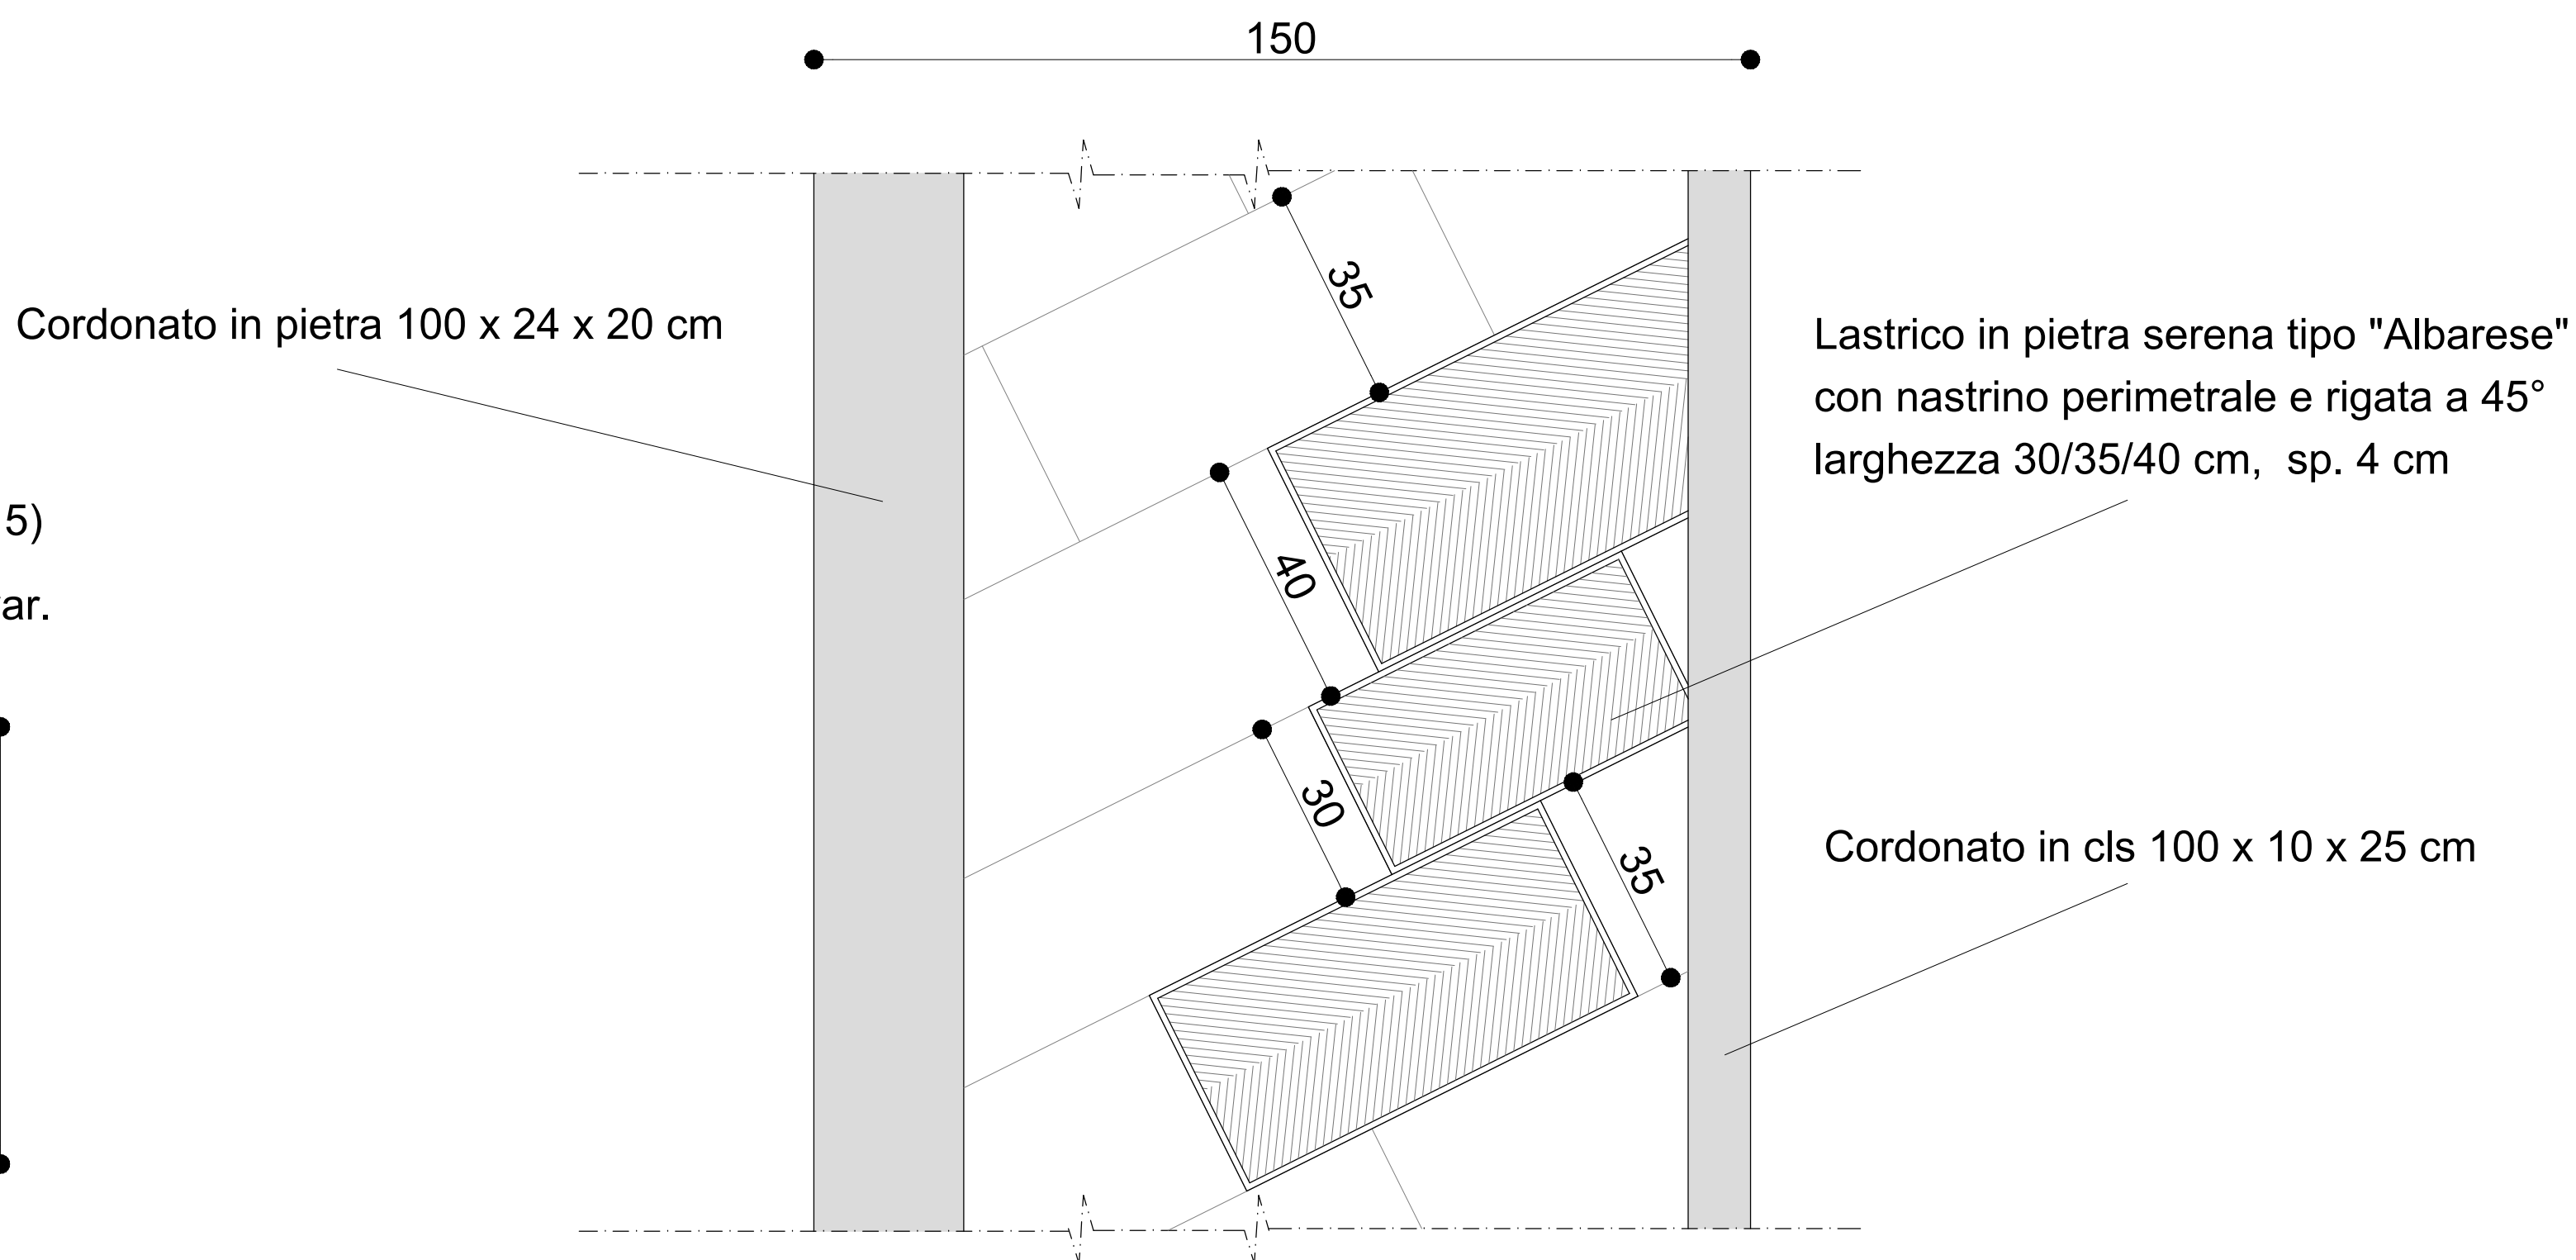 150
35
Cordonato in pietra 100 x 24 x 20 cm
Lastrico in pietra serena tipo "Albarese"
con nastrino perimetrale e rigata a 45°
larghezza 30/35/40 cm,  sp. 4 cm
5)
40
ar.
30
35
Cordonato in cls 100 x 10 x 25 cm